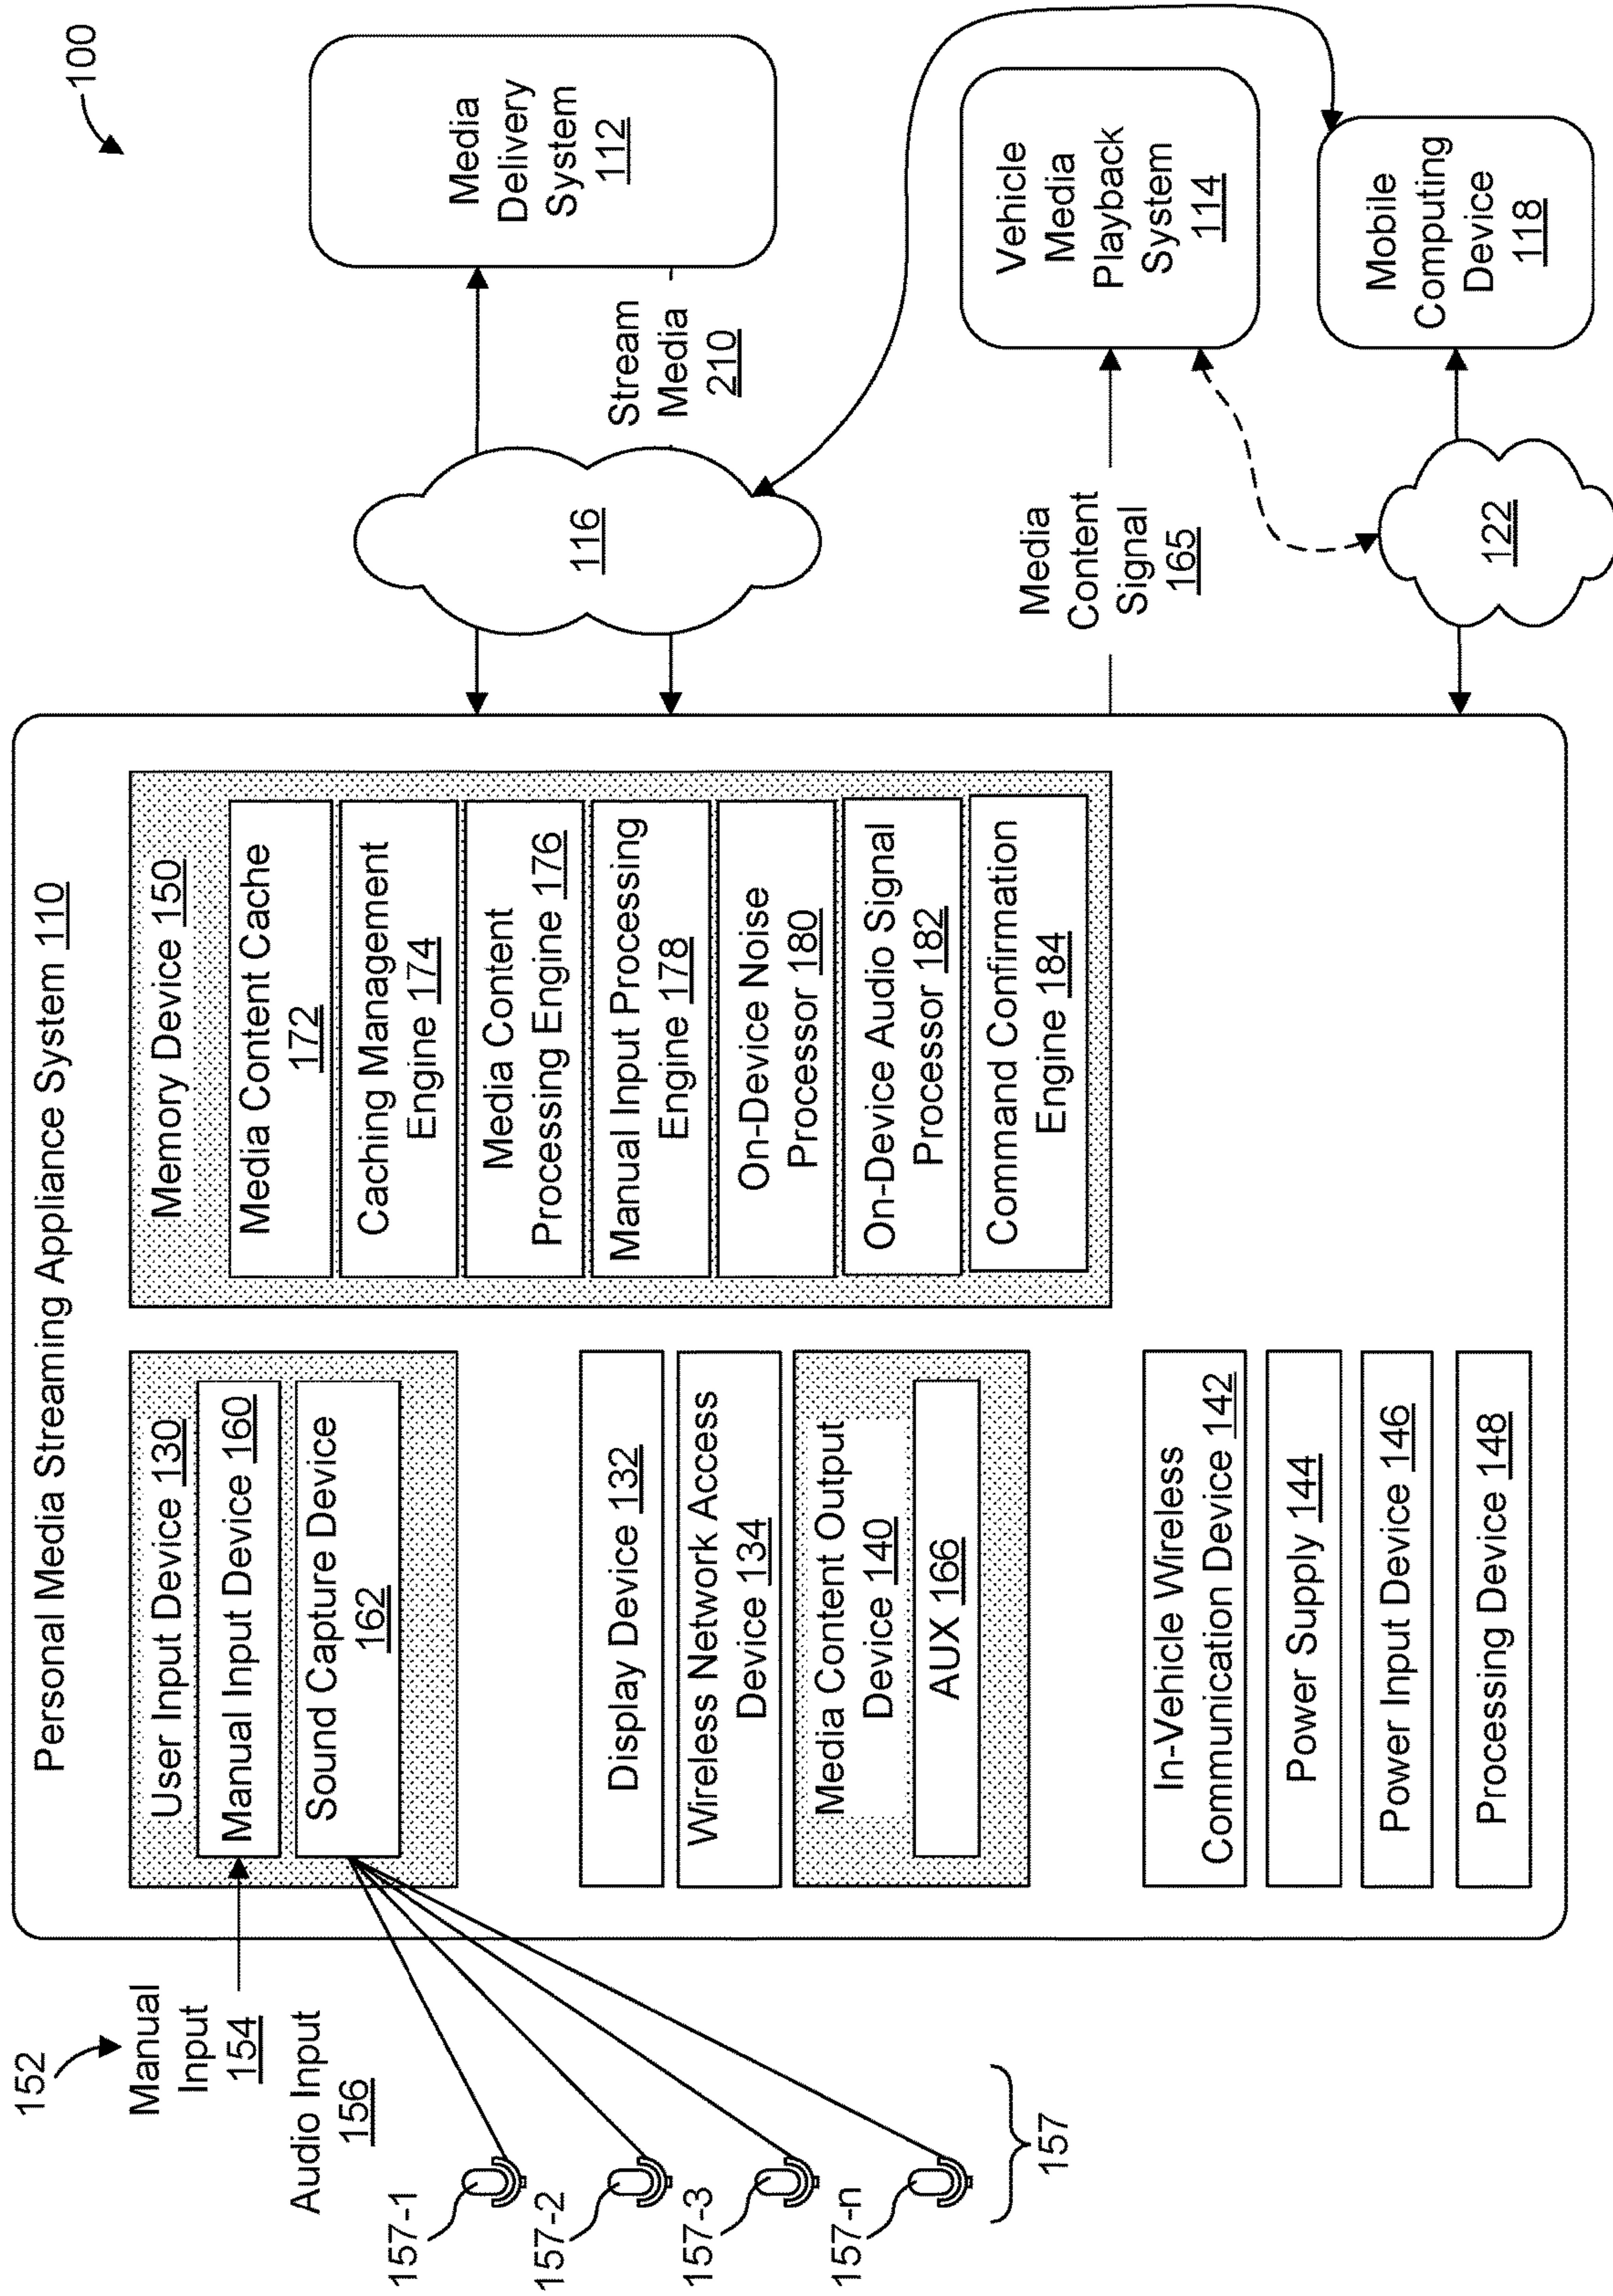 100
Personal Media Streaming Appliance System 110
152
Manual
Input
154
Audio Input
156
157-1
157-2
157-3
157-n
157
User Input Device 130
Manual Input Device 160
Sound Capture Device
162
Display Device 132
Wireless Network Access
Device 134
Media Content Output
Device 140
AUX 166
In-Vehicle Wireless
Communication Device 142
Power Supply 144
Power Input Device 146
Processing Device 148
Memory Device 150
Media Content Cache
172
Caching Management
Engine 174
Media Content
Processing Engine 176
Manual Input Processing
Engine 178
On-Device Noise
Processor 180
On-Device Audio Signal
Processor 182
Command Confirmation
Engine 184
116
Stream
Media
210
Media
Delivery
System
112
Media
Content
Signal
165
Vehicle
Media
Playback
System
114
122
Mobile
Computing
Device
118